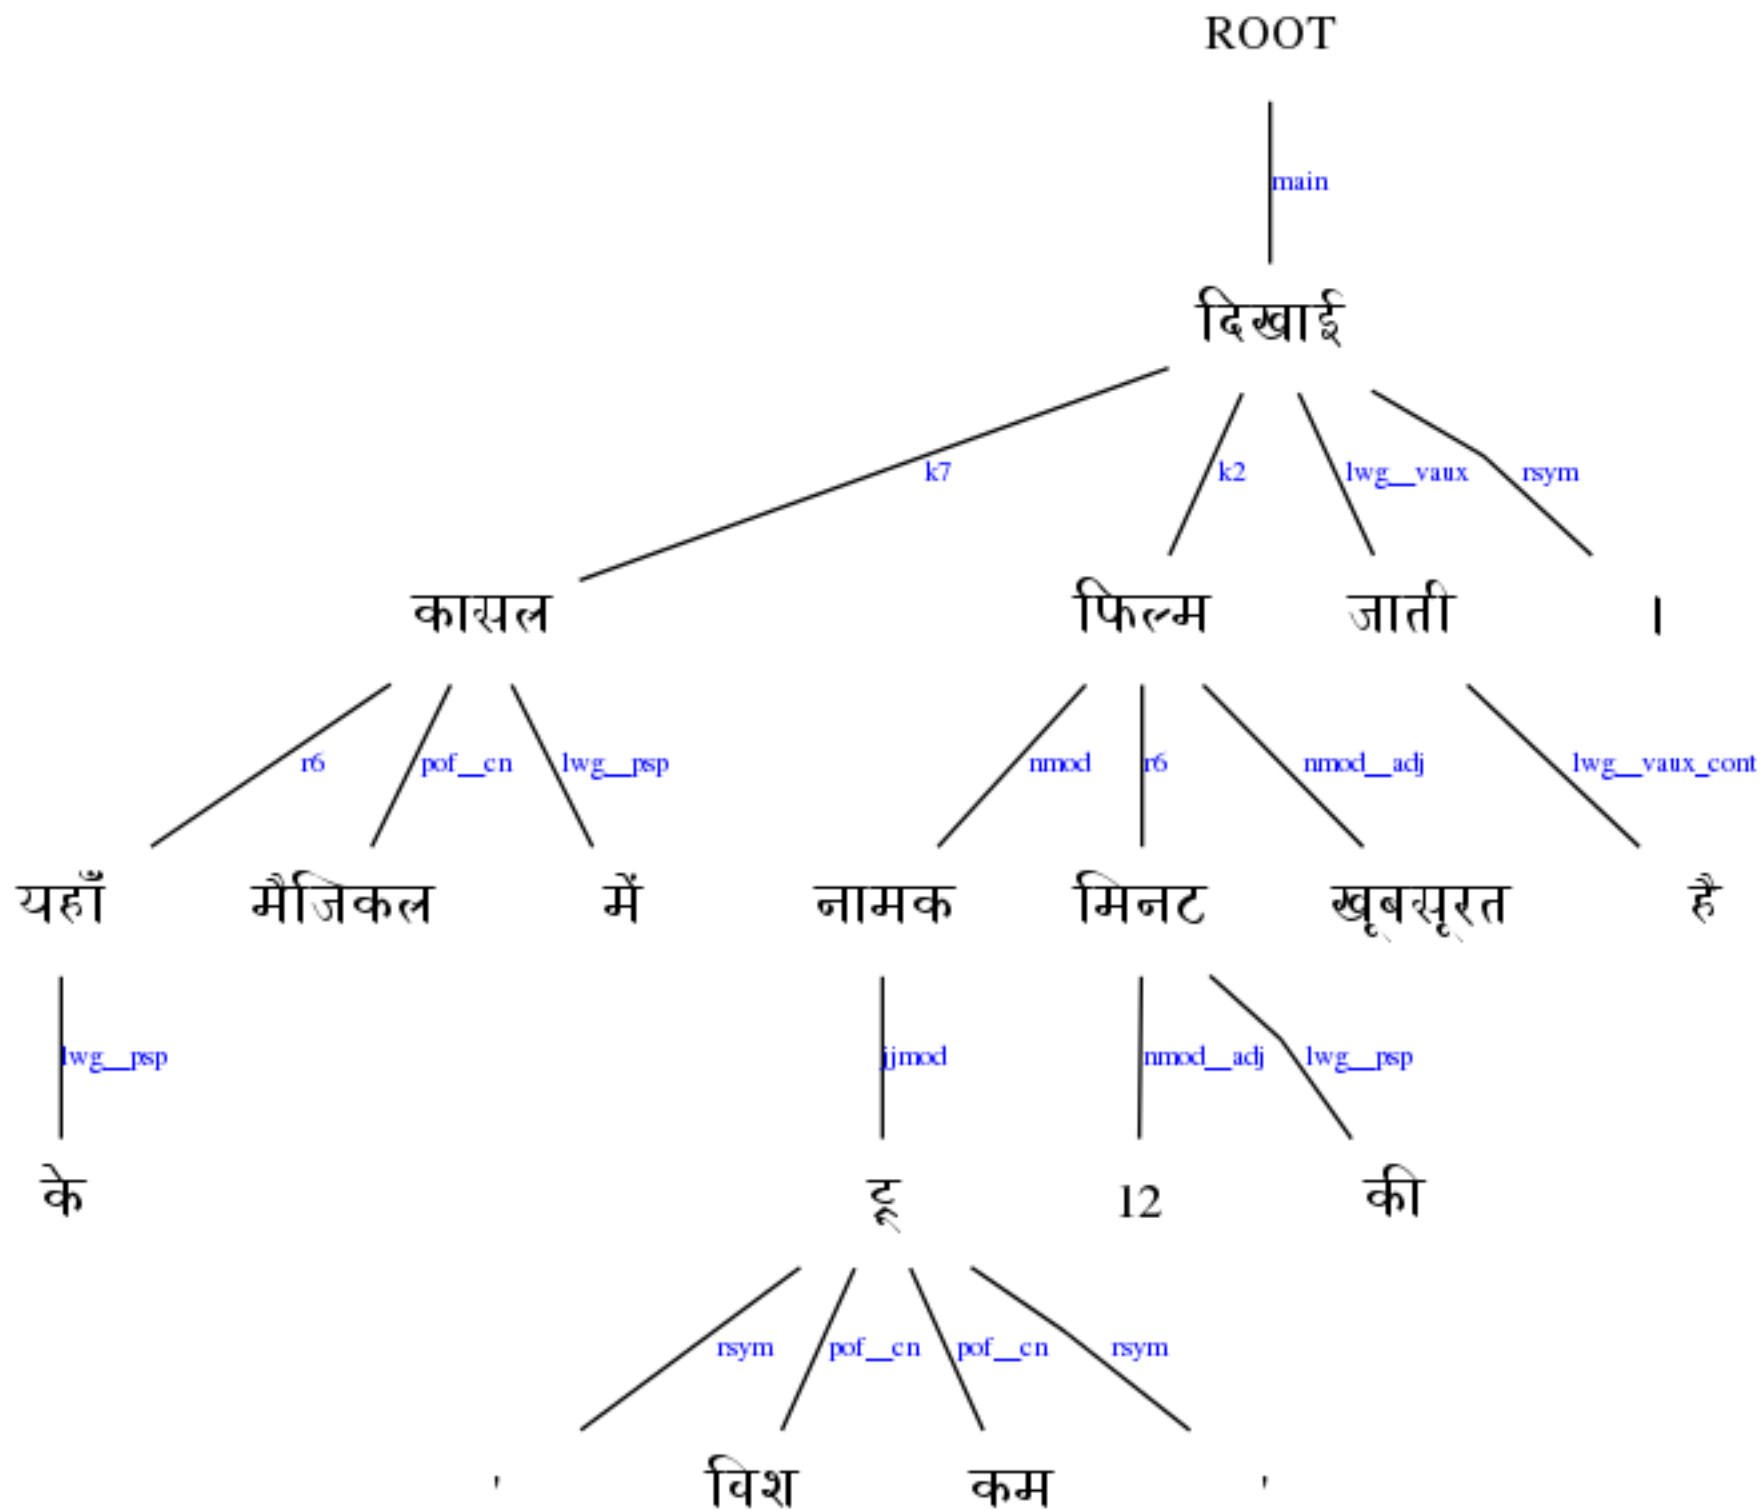 ROOT
main
दिखाई
k7 k2 lwg__vaux rsym
कासल फिल्म जाती ।
r6 pof__cn lwg__psp nmod r6 nmod__adj lwg__vaux_cont
यहाँ मैजिकल में नामक मिनट खूबसूरत है
lwg__psp jjmod nmod__adj lwg__psp
के ट्रू 12 की
rsym pof__cn pof__cn rsym
' विश कम '